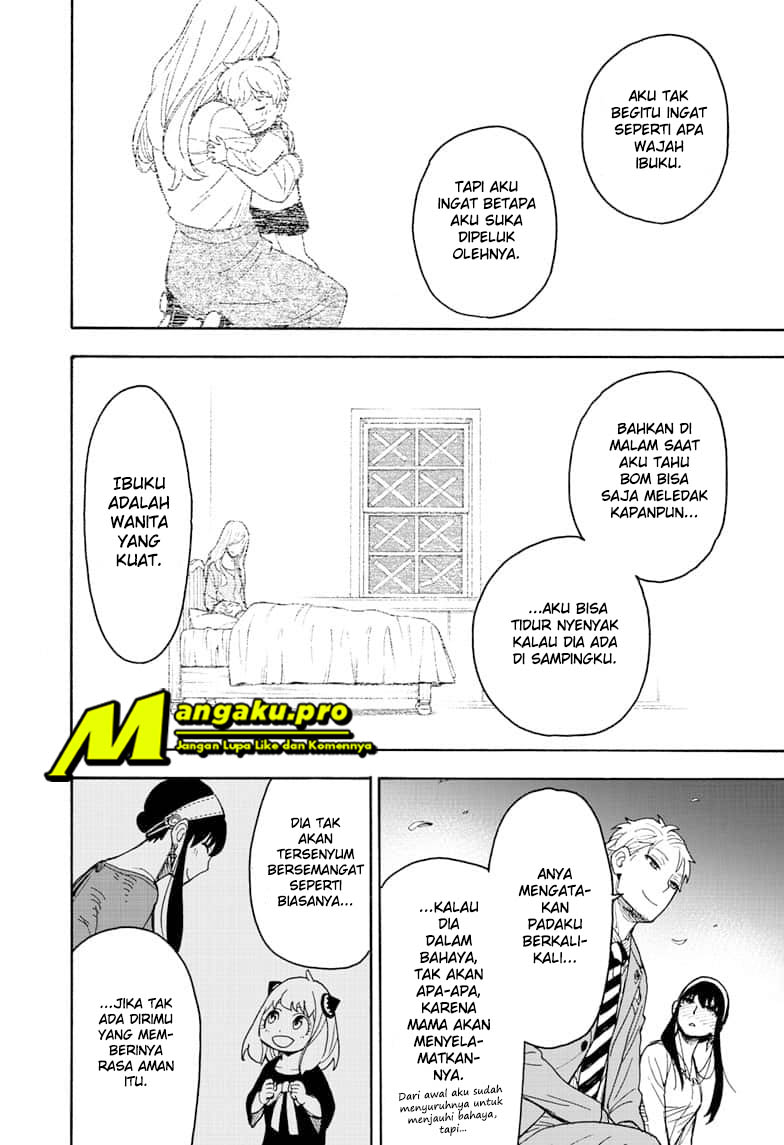 AKU TAK
BEGITU INGAT
SEPERTI APA
WAJAH
IBUKU.
TAPI AKU
INGAT BETAPA
AKU SUKA
DIPELUK
OLEHNYA.
BAHKAN DI
MALAM SAAT
AKU TAHU
BOM BISA
SAJA MELEDAK
KAPANPUN...
...AKU BISA
TIDUR NYENYAK
KALAU DIA ADA
DI SAMPINGKU.
IBUKU
ADALAH
WANITA
YANG
KUAT.
Mangaku.pro
Jangan Lupa Like dan Komennya
ANYA
MENGATA-
KAN
PADAKU
BERKALI-
KALI...
...KALAU
DIA
DALAM
BAHAYA,
TAK AKAN
APA-APA,
KARENA
MAMA AKAN
MENYELA-
MATKAN-
NYA.
Dari awal aku sudah
menyuruhnya untuk
menjauhi bahaya,
tapi...
DIA TAK
AKAN
TERSENYUM
BERSEMANGAT
SEPERTI
BIASANYA...
...JIKA TAK
ADA DIRIMU
YANG MEM-
BERINYA
RASA AMAN
ITU.